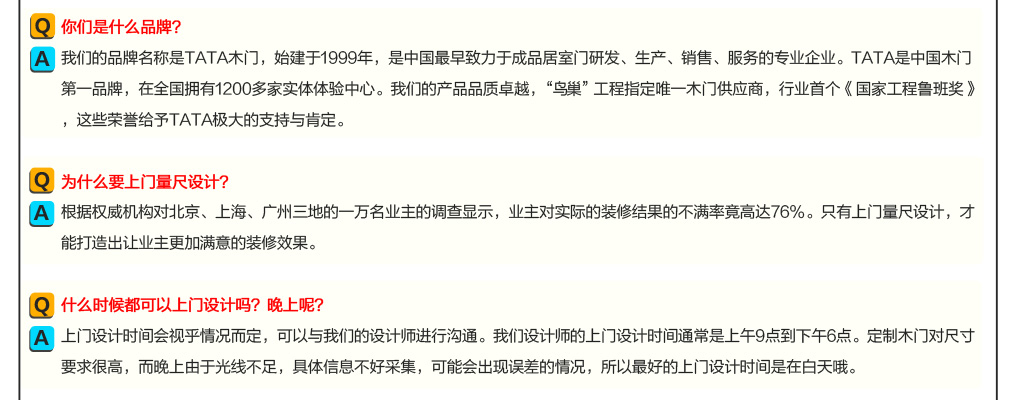 Q 你们是什么品牌?
A 我们的品牌名称是TATA木门，始建于1999年，是中国最早致力于成品居室门研发、生产、销售、服务的专业企业。TATA是中国木门
第一品牌，在全国拥有1200多家实体体验中心。我们的产品品质卓越，“鸟巢”工程指定唯一木门供应商，行业首个《国家工程鲁班奖》
，这些荣誉给予TATA极大的支持与肯定。
Q 为什么要上门量尺设计?
A 根据权威机构对北京、上海、广州三地的一万名业主的调查显示，业主对实际的装修结果的不满率竟高达76%。只有上门量尺设计，才
能打造出让业主更加满意的装修效果。
Q 什么时候都可以上门设计吗？晚上呢?
A 上门设计时间会视乎情况而定，可以与我们的设计师进行沟通。我们设计师的上门设计时间通常是上午9点到下午6点。定制木门对尺寸
要求很高，而晚上由于光线不足，具体信息不好采集，可能会出现误差的情况，所以最好的上门设计时间是在白天哦。